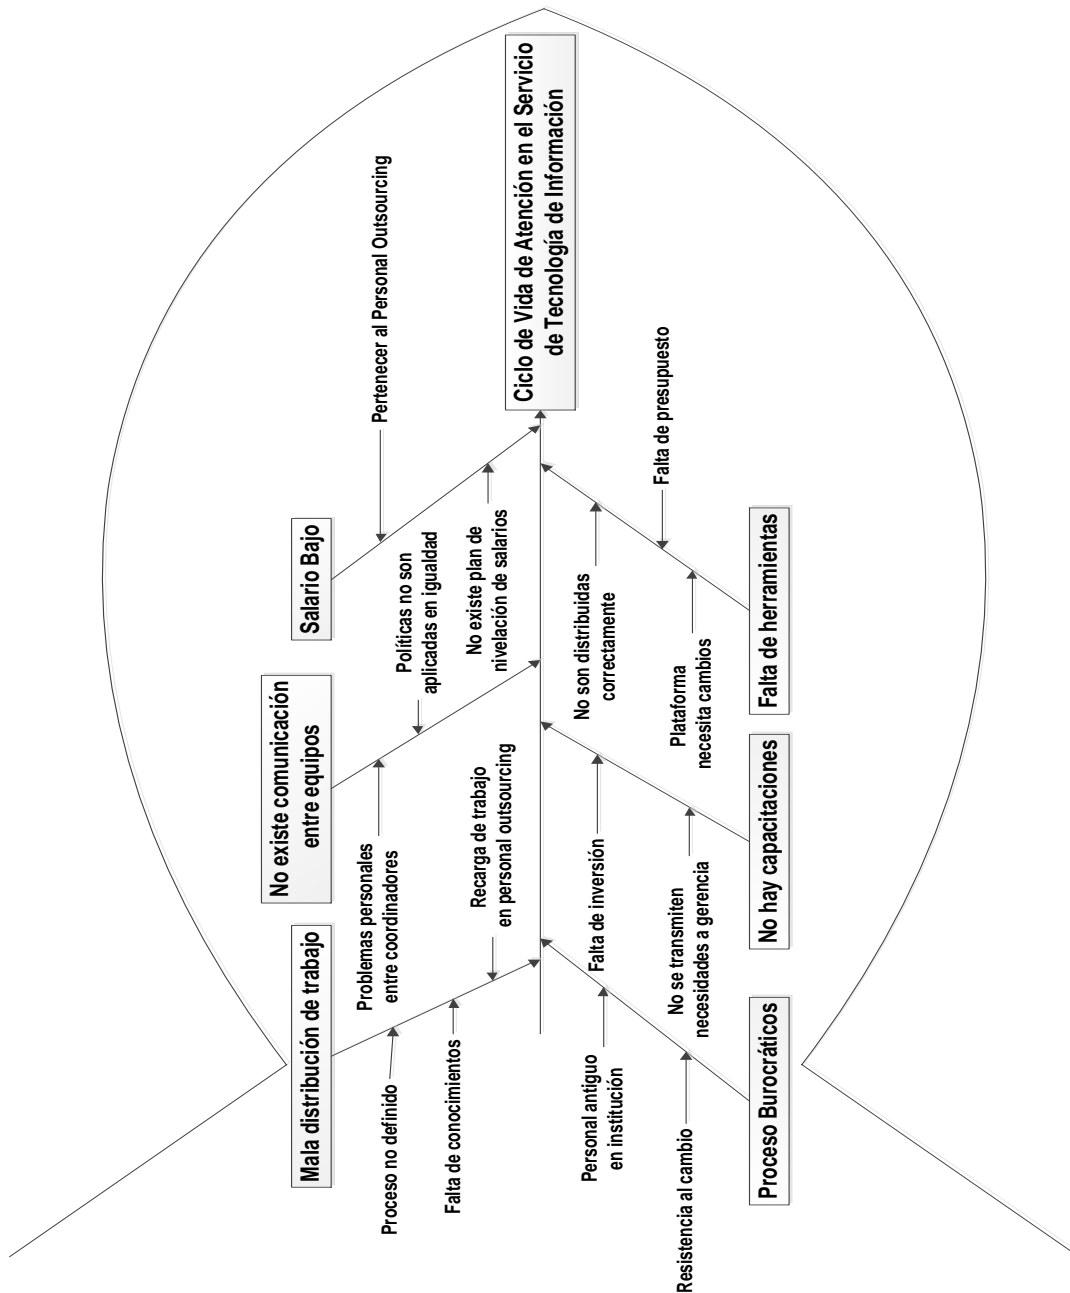 Mala distribución de trabajo
No existe comunicación
entre equipos
Salario Bajo
Proceso no definido
Falta de conocimientos
Recarga de trabajo
en personal outsourcing
Problemas personales
entre coordinadores
Políticas no son
aplicadas en igualdad
Pertenecer al Personal Outsourcing
No existe plan de
nivelación de salarios
Ciclo de Vida de Atención en el Servicio
de Tecnología de Información
Personal antiguo
en institución
Resistencia al cambio
Falta de inversión
No se transmiten
necesidades a gerencia
No son distribuidas
correctamente
Plataforma
necesita cambios
Falta de presupuesto
Proceso Burocráticos
No hay capacitaciones
Falta de herramientas